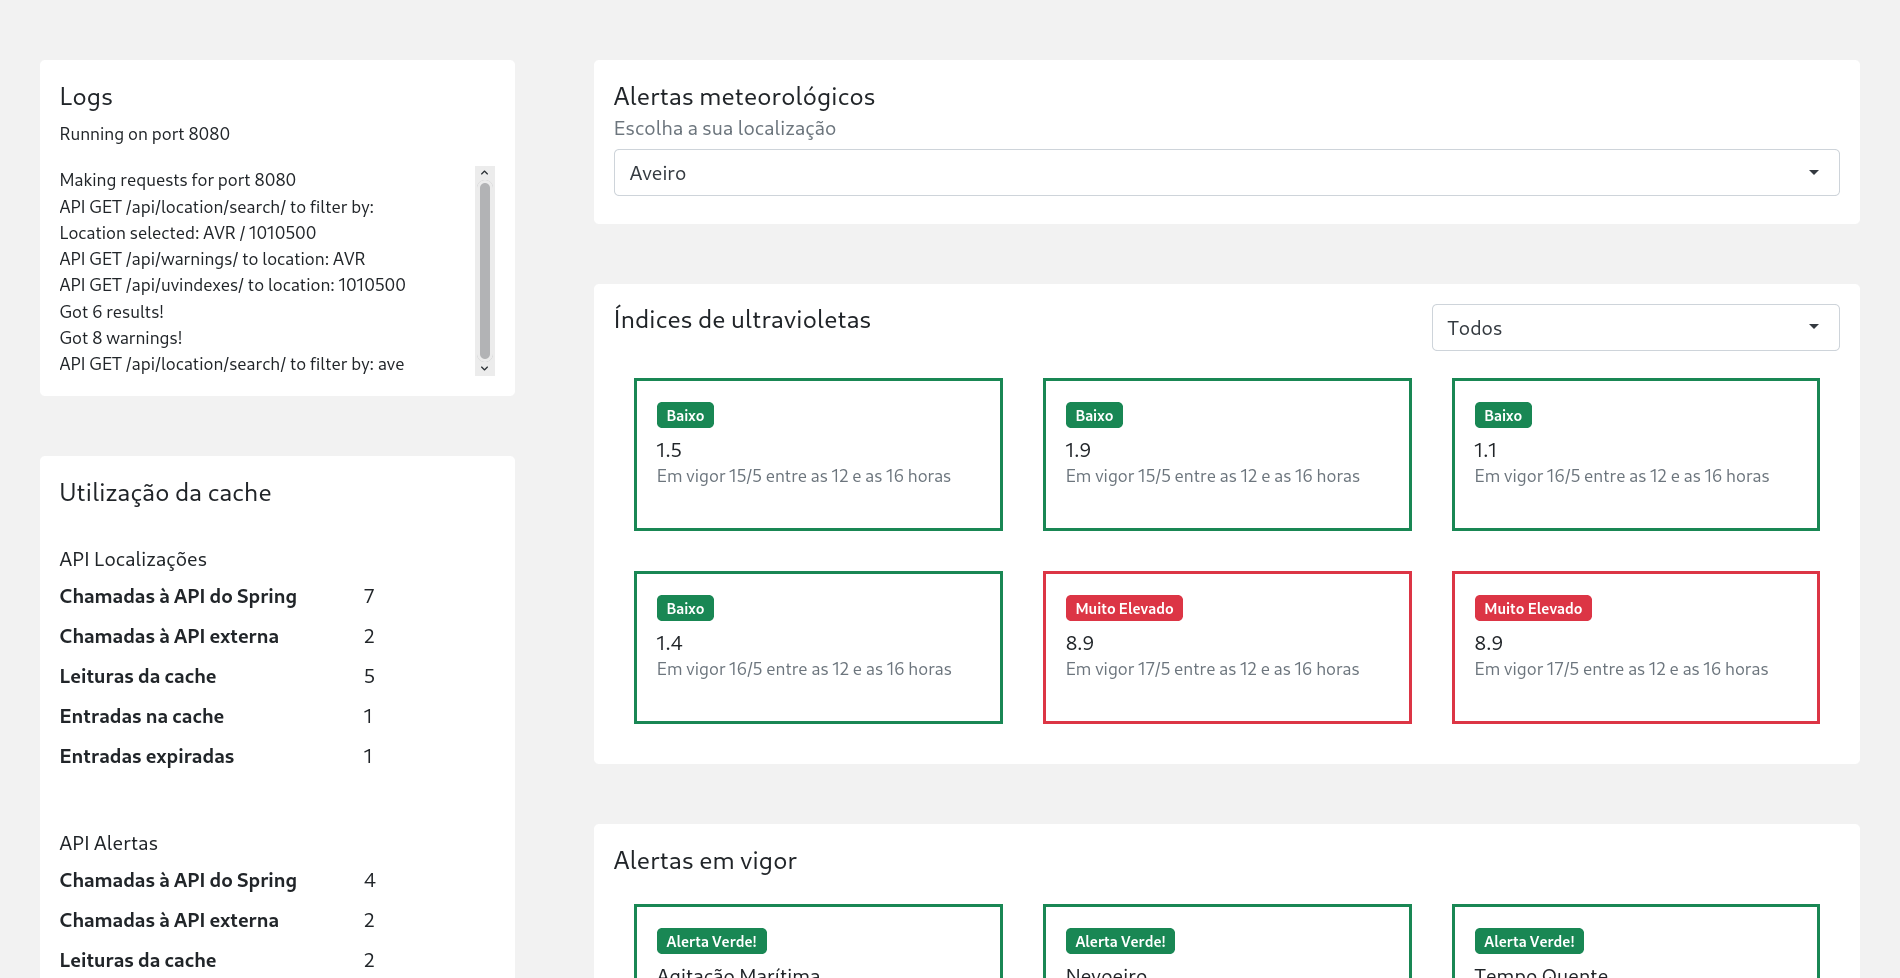 Logs
Running on port 8080
Making requests for port 8080
API GET /api/location/search/ to filter by:
Location selected: AVR / 1010500
API GET /api/warnings/ to location: AVR
API GET /api/uvindexes/ to location: 1010500
Got 6 results!
Got 8 warnings!
API GET /api/location/search/ to filter by: ave
Utilização da cache
API Localizações
Chamadas à API do Spring 7
Chamadas à API externa 2
Leituras da cache 5
Entradas na cache 1
Entradas expiradas 1
API Alertas
Chamadas à API do Spring 4
Chamadas à API externa 2
Leituras da cache 2
Alertas meteorológicos
Escolha a sua localização
Aveiro
Índices de ultravioletas
Todos
Baixo
1.5
Em vigor 15/5 entre as 12 e as 16 horas
Baixo
1.9
Em vigor 15/5 entre as 12 e as 16 horas
Baixo
1.1
Em vigor 16/5 entre as 12 e as 16 horas
Baixo
1.4
Em vigor 16/5 entre as 12 e as 16 horas
Muito Elevado
8.9
Em vigor 17/5 entre as 12 e as 16 horas
Muito Elevado
8.9
Em vigor 17/5 entre as 12 e as 16 horas
Alertas em vigor
Alerta Verde!
Agitação Marítima
Alerta Verde!
Nevoeiro
Alerta Verde!
Tempo Quente